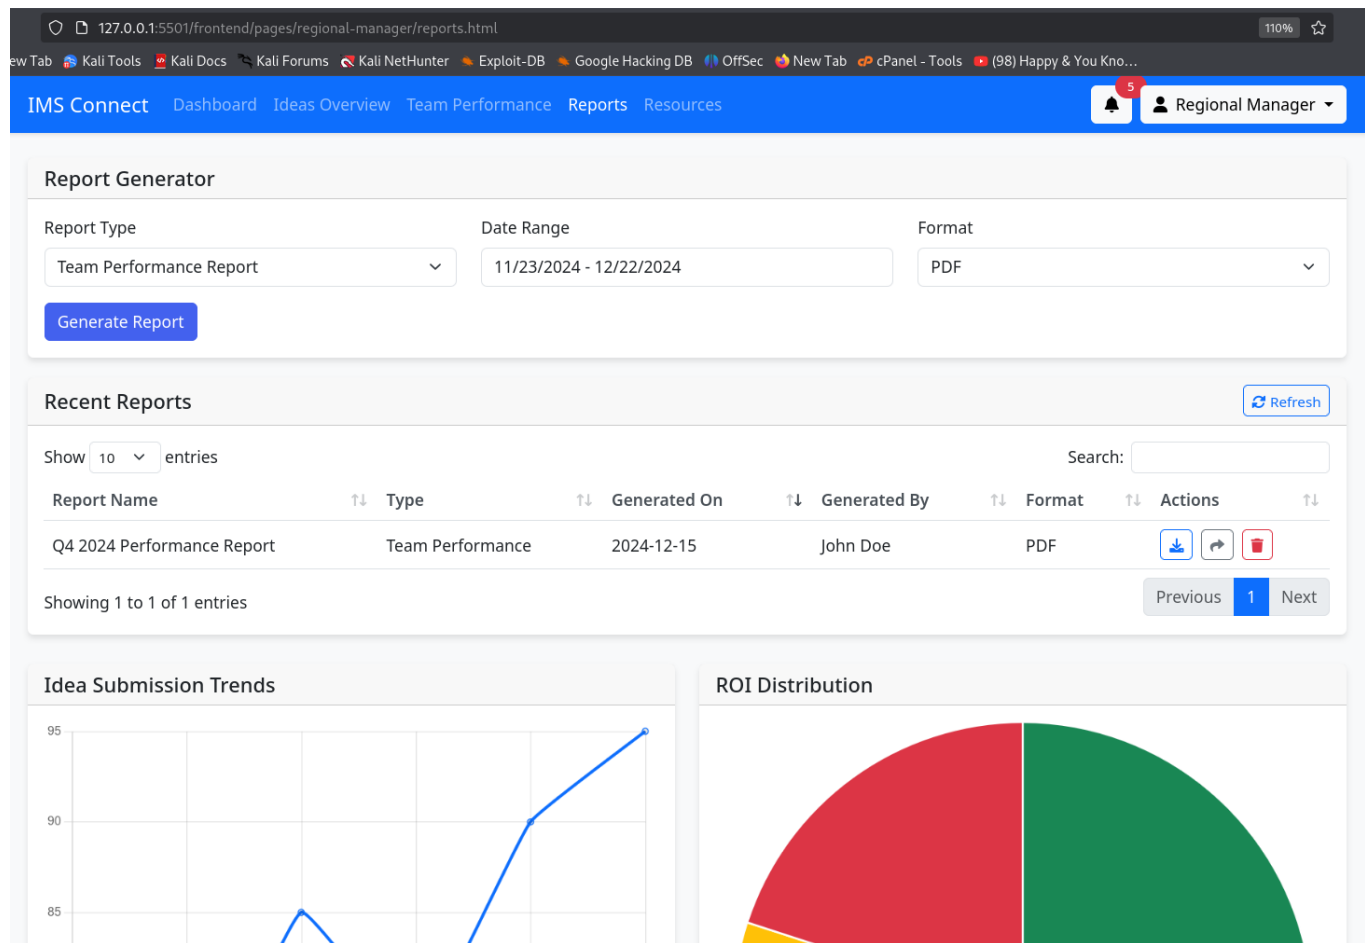 127.0.0.1:5501/frontend/pages/regional-manager/reports.html 110%
ew Tab Kali Tools Kali Docs Kali Forums Kali NetHunter Exploit-DB Google Hacking DB OffSec New Tab cPanel - Tools (98) Happy & You Kno...
IMS Connect Dashboard Ideas Overview Team Performance Reports Resources 5 Regional Manager
Report Generator
Report Type Date Range Format
Team Performance Report 11/23/2024 - 12/22/2024 PDF
Generate Report
Recent Reports Refresh
Show 10 entries Search:
Report Name Type Generated On Generated By Format Actions
Q4 2024 Performance Report Team Performance 2024-12-15 John Doe PDF
Showing 1 to 1 of 1 entries Previous 1 Next
Idea Submission Trends ROI Distribution
95
90
85